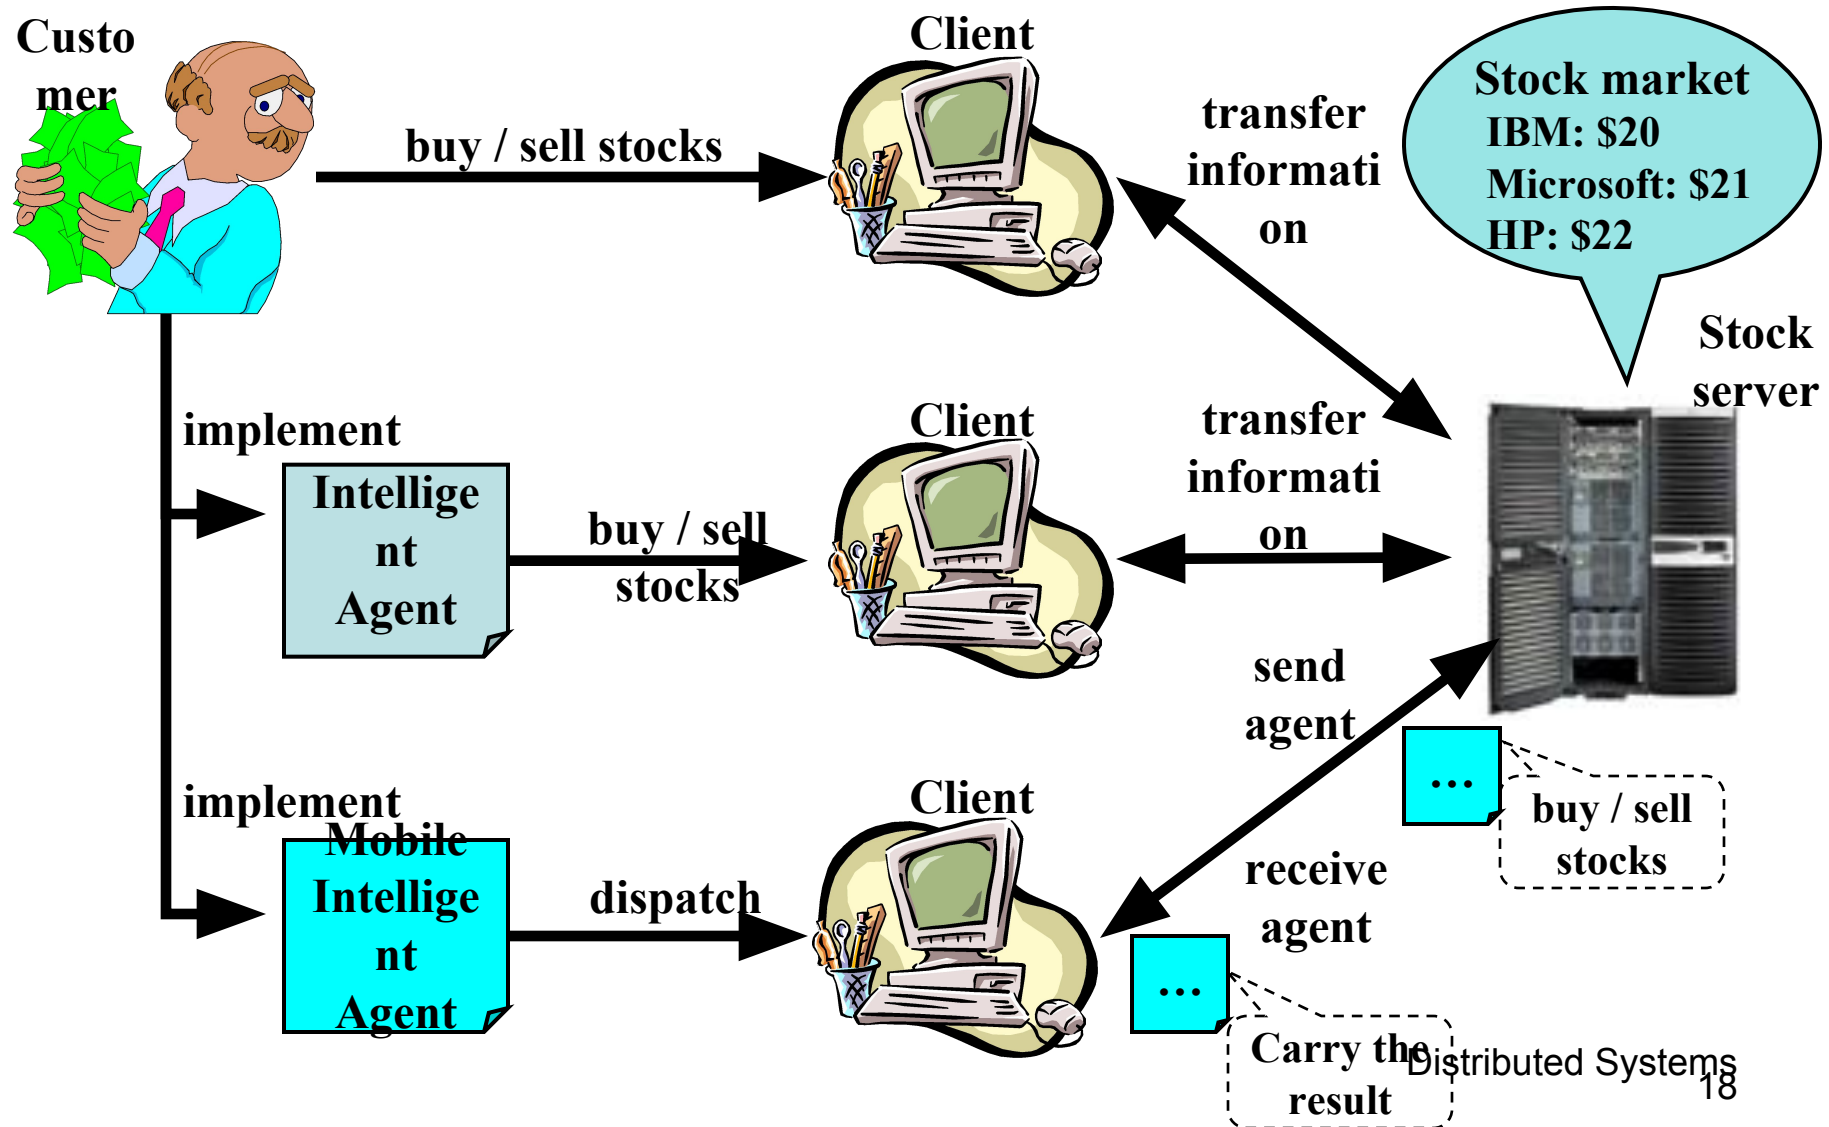 Custo
mer
buy / sell stocks
Client
transfer
informati
on
Stock market
IBM: $20
Microsoft: $21
HP: $22
Stock
server
implement
Intellige
nt
Agent
buy / sell
stocks
Client
transfer
informati
on
send
agent
...
buy / sell
stocks
implement
Mobile
Intellige
nt
Agent
dispatch
Client
receive
agent
...
Carry the
result
Distributed Systems
18